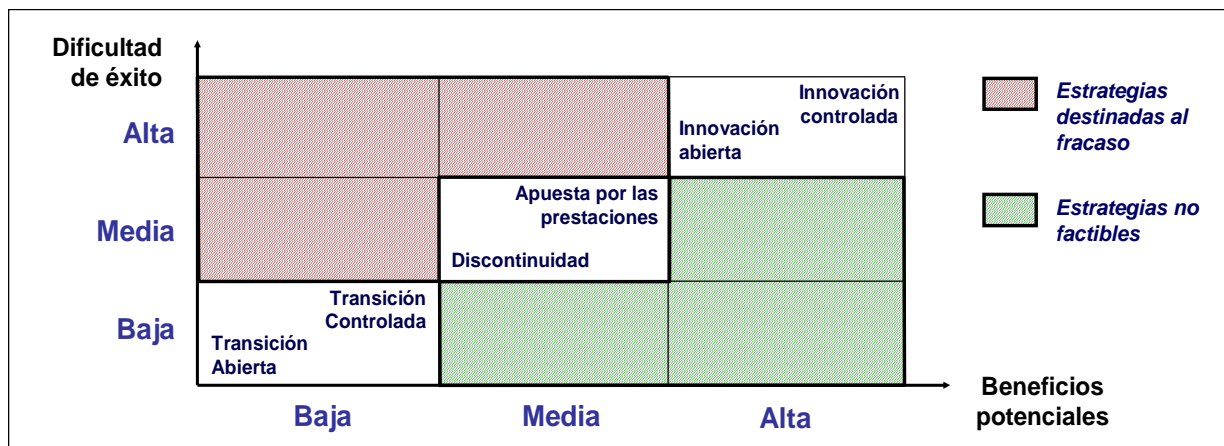 Dificultad
de éxito
Alta
Media
Baja
Innovación
controlada
Innovación
abierta
Apuesta por las
prestaciones
Discontinuidad
Transición
Controlada
Transición
Abierta
Baja
Media
Alta
Beneficios
potenciales
Estrategias
destinadas al
fracaso
Estrategias no
factibles